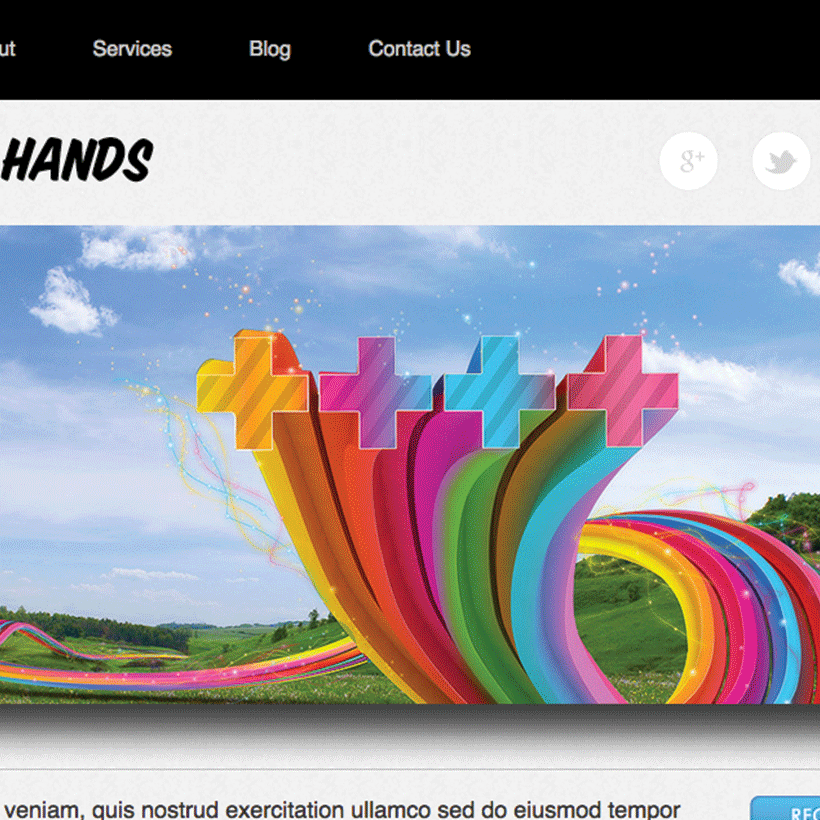 ut Services Blog Contact Us
HANDS
g+
veniam, quis nostrud exercitation ullamco sed do eiusmod tempor
REC